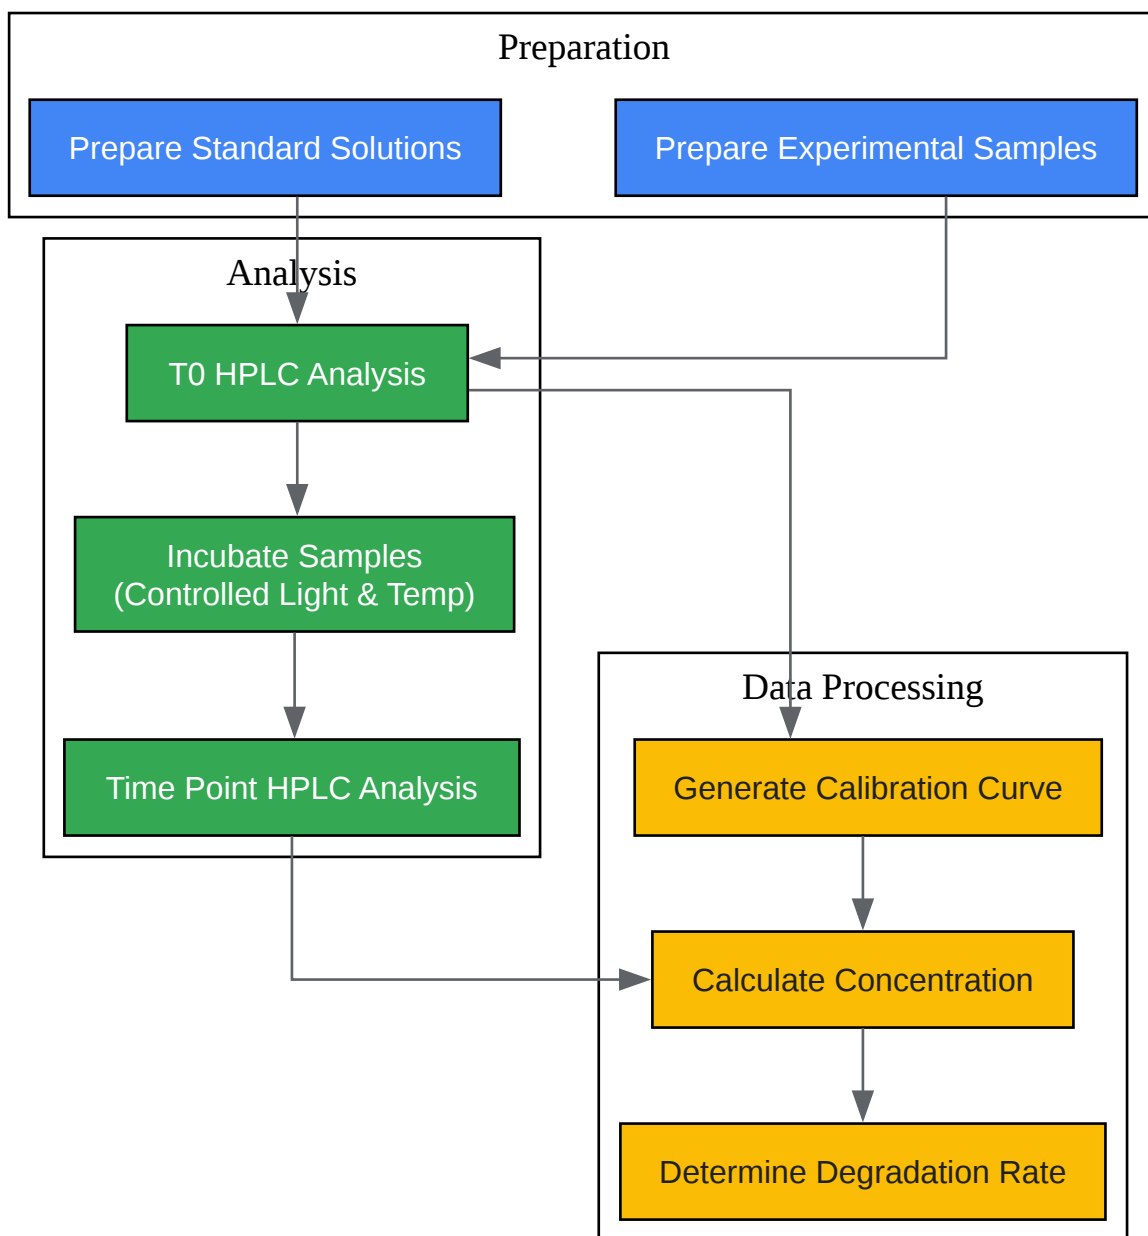 Preparation
Prepare Standard Solutions
Prepare Experimental Samples
Analysis
T0 HPLC Analysis
Incubate Samples
(Controlled Light & Temp)
Time Point HPLC Analysis
Data Processing
Generate Calibration Curve
Calculate Concentration
Determine Degradation Rate